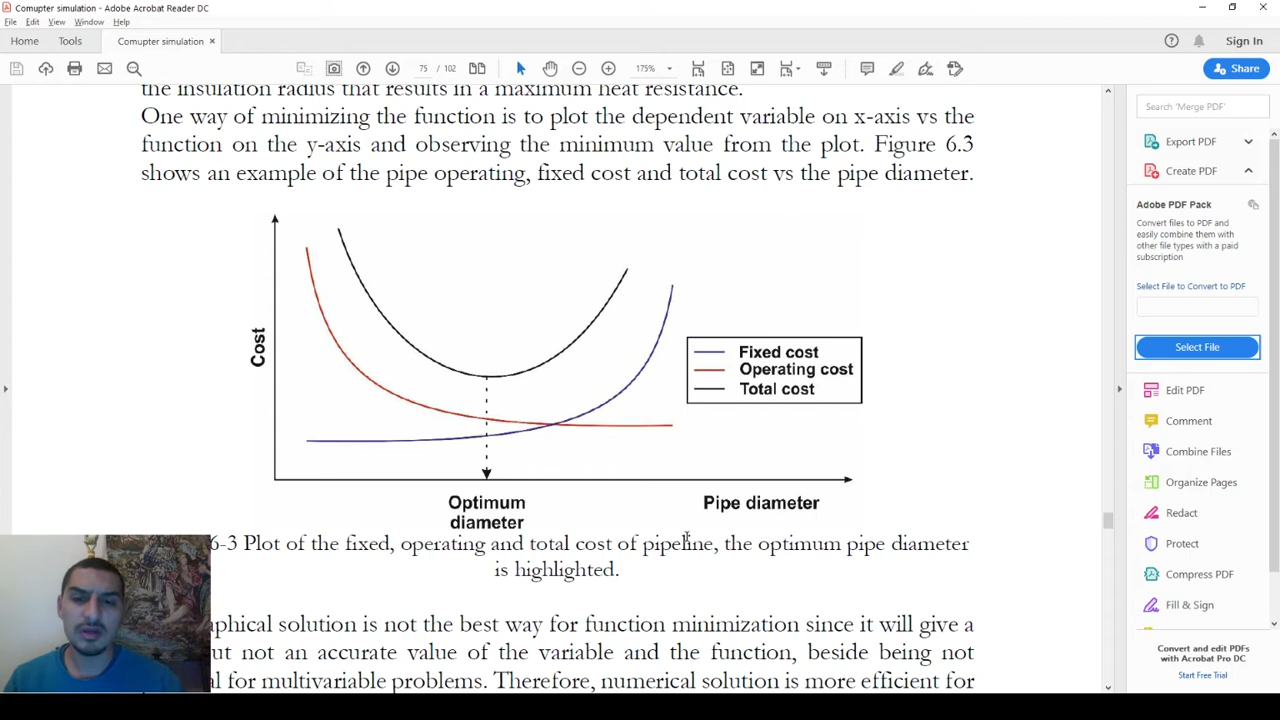 Comupter simulation - Adobe Acrobat Reader DC
File Edit View Window Help
Home Tools Comupter simulation × Sign In
75 / 102 175% Share
the insulation radius that results in a maximum heat resistance.
One way of minimizing the function is to plot the dependent variable on x-axis vs the
function on the y-axis and observing the minimum value from the plot. Figure 6.3
shows an example of the pipe operating, fixed cost and total cost vs the pipe diameter.
Cost
Fixed cost
Operating cost
Total cost
Optimum
diameter
Pipe diameter
6-3 Plot of the fixed, operating and total cost of pipeline, the optimum pipe diameter
is highlighted.
solution is not the best way for function minimization since it will give a
not an accurate value of the variable and the function, beside being not
for multivariable problems. Therefore, numerical solution is more efficient for
Search 'Merge PDF'
Export PDF
Create PDF
Adobe PDF Pack
Convert files to PDF and
easily combine them with
other file types with a paid
subscription
Select File to Convert to PDF
Select File
Edit PDF
Comment
Combine Files
Organize Pages
Redact
Protect
Compress PDF
Fill & Sign
Convert and edit PDFs
with Acrobat Pro DC
Start Free Trial